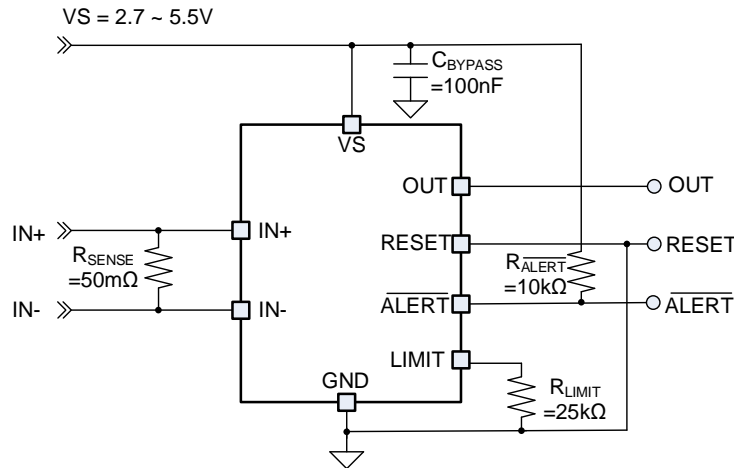 VS = 2.7 ~ 5.5V
CBYPASS
=100nF
VS
OUT
OUT
IN+
IN+
RESET
RESET
RSENSE
=50mΩ
RALERT
=10kΩ
IN-
IN-
ALERT
ALERT
LIMIT
GND
RLIMIT
=25kΩ